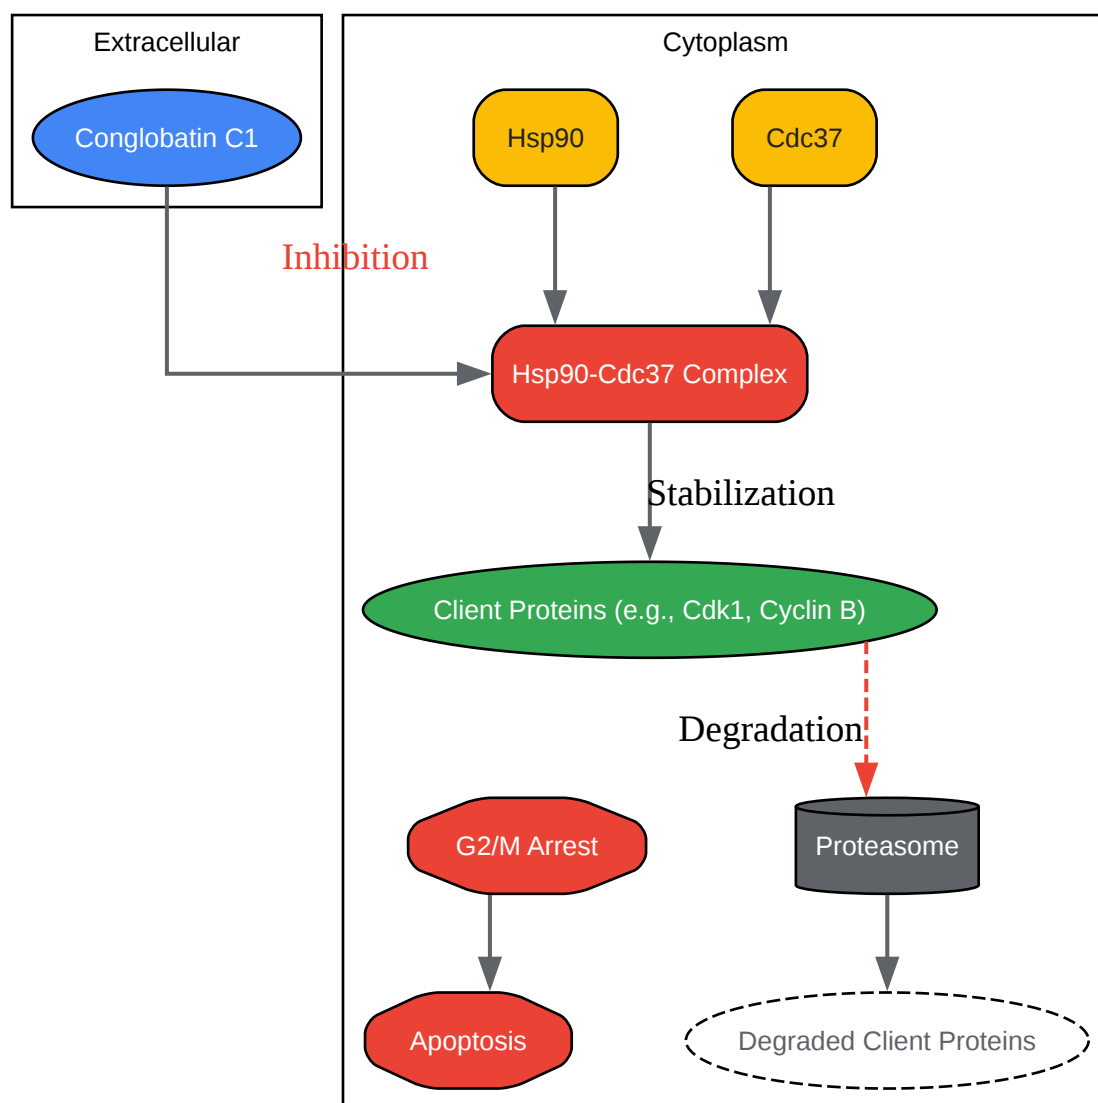 Extracellular
Cytoplasm
Conglobatin C1
Hsp90
Cdc37
Inhibition
Hsp90-Cdc37 Complex
Stabilization
Client Proteins (e.g., Cdk1, Cyclin B)
Degradation
G2/M Arrest
Proteasome
Apoptosis
Degraded Client Proteins